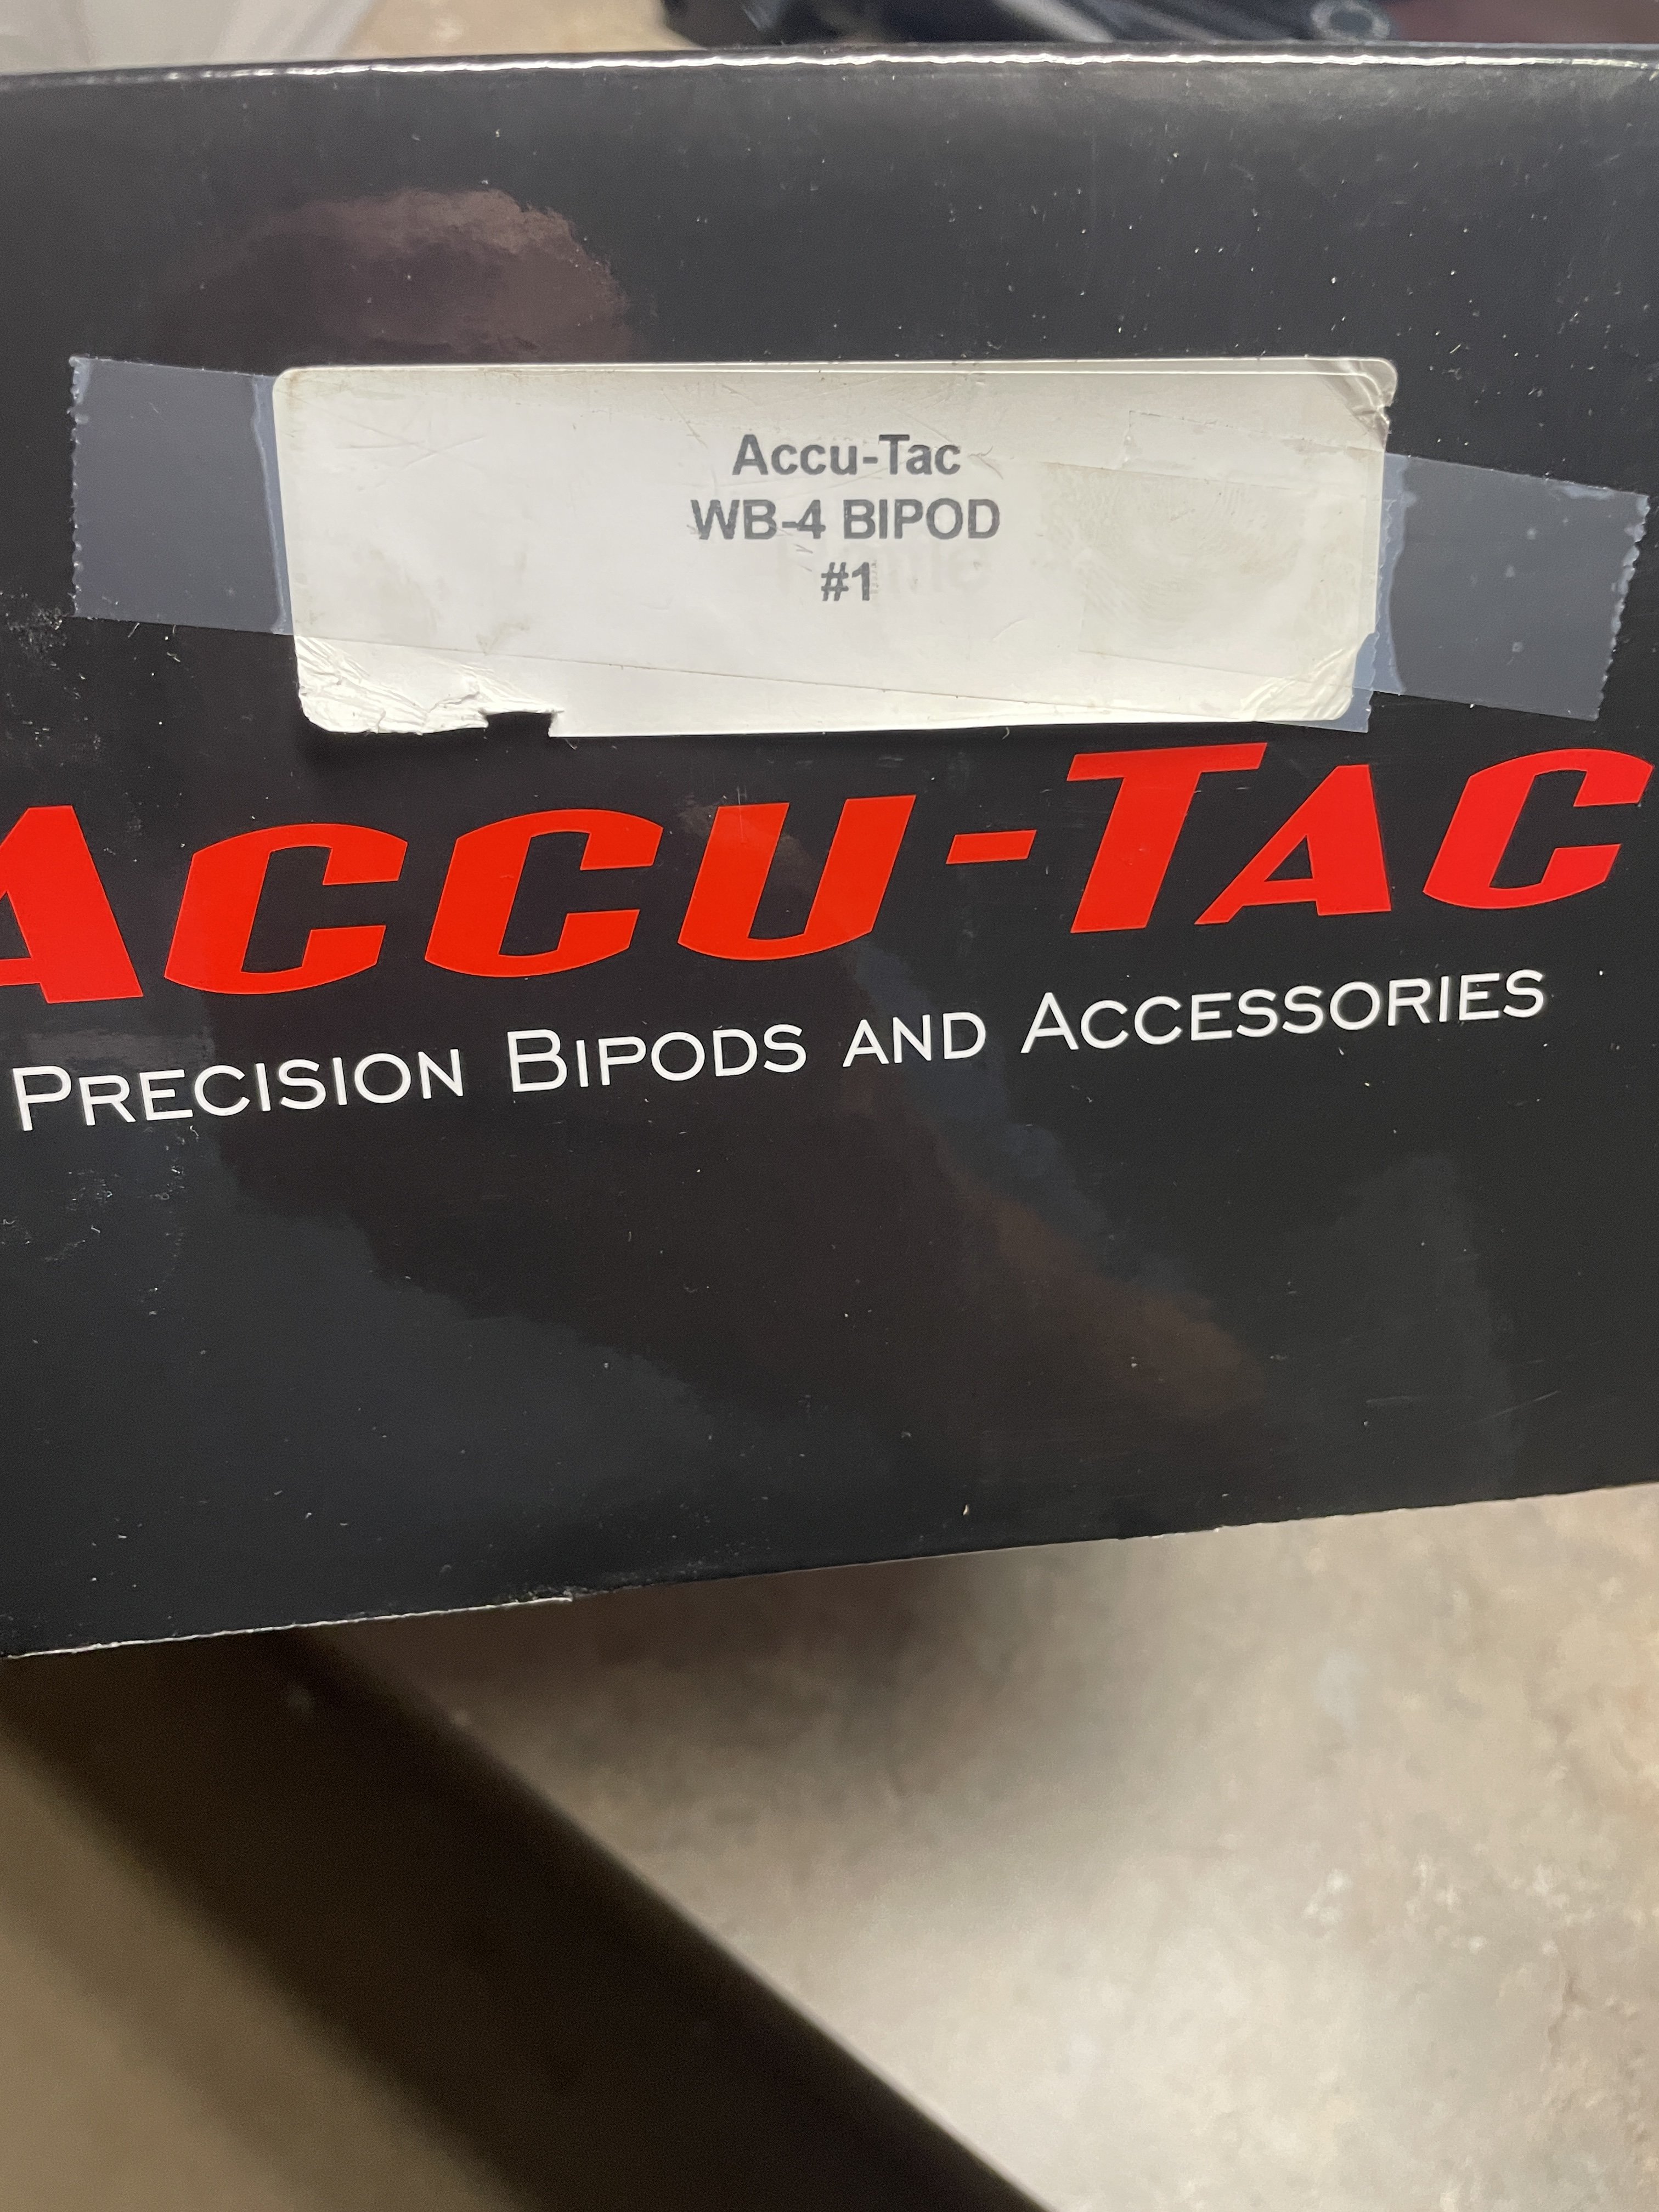 Accu-Tac
WB-4 BIPOD
#1
ACCU-TAC
PRECISION BIPODS AND ACCESSORIES